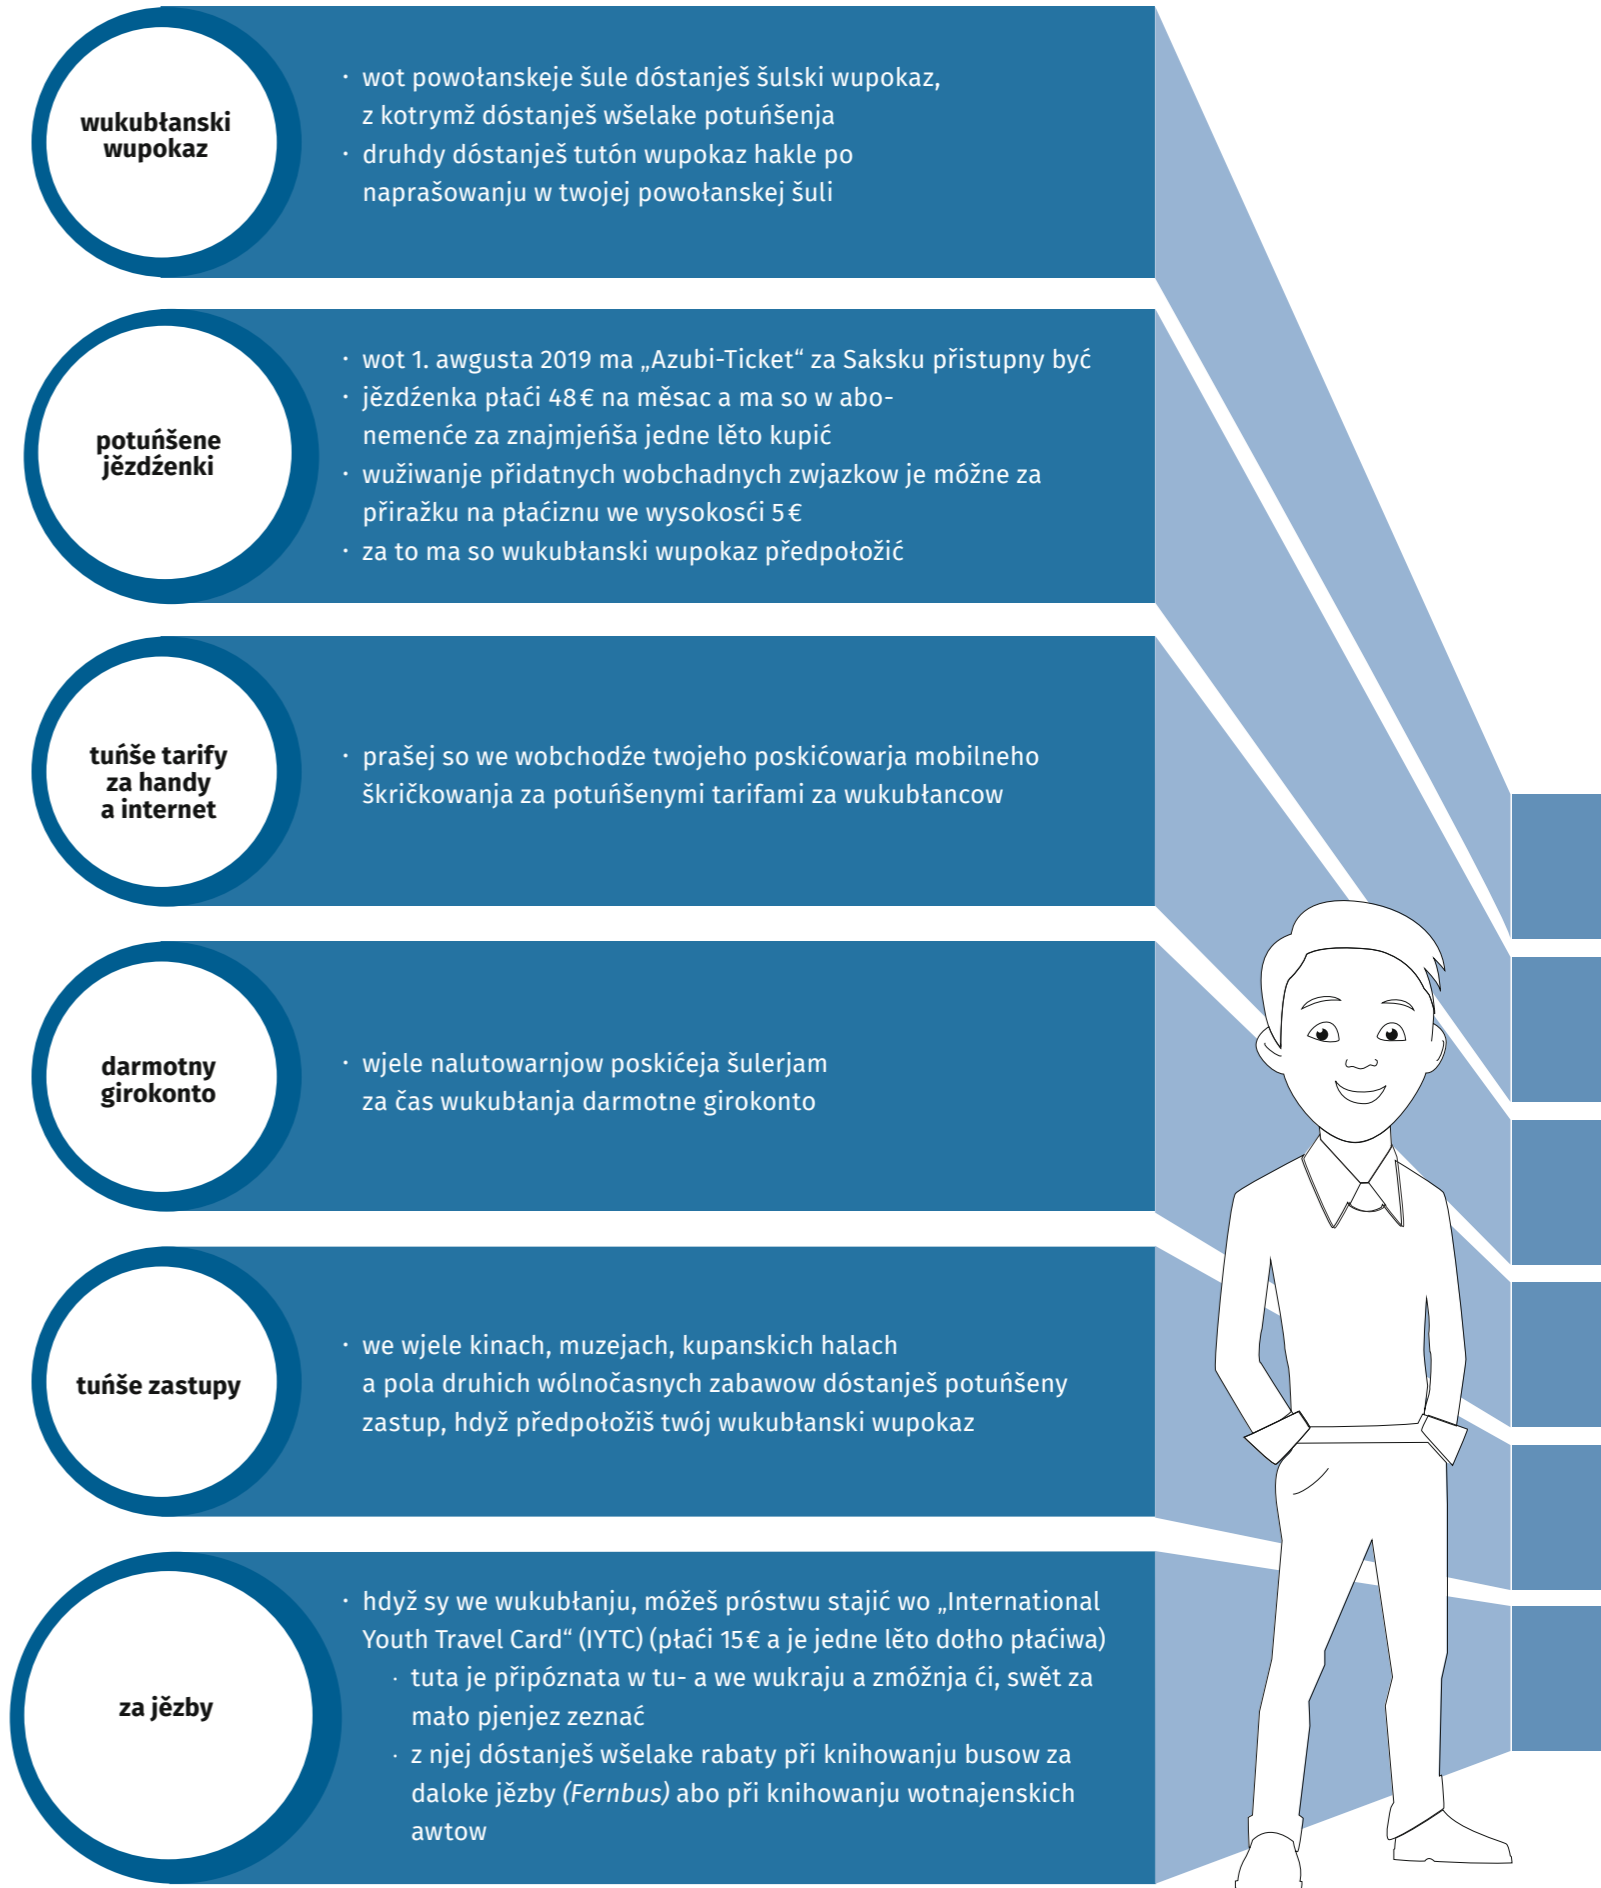 wukubłanski
wupokaz
· wot powołanskeje šule dóstanješ šulski wupokaz,
z kotrymž dóstanješ wšelake potuńšenja
· druhdy dóstanješ tutón wupokaz hakle po
naprašowanju w twojej powołanskej šuli
potuńšene
jězdźenki
· wot 1. awgusta 2019 ma „Azubi-Ticket“ za Saksku přistupny być
· jězdźenka płaći 48 € na měsac a ma so w abo-
nemenće za znajmjeńša jedne lěto kupić
· wužiwanje přidatnych wobchadnych zwjazkow je móžne za
přiražku na płaćiznu we wysokosći 5 €
· za to ma so wukubłanski wupokaz předpołožić
tuńše tarify
za handy
a internet
· prašej so we wobchodźe twojeho poskićowarja mobilneho
škričkowanja za potuńšenymi tarifami za wukubłancow
darmotny
girokonto
· wjele nalutowarnjow poskićeja šulerjam
za čas wukubłanja darmotne girokonto
tuńše zastupy
· we wjele kinach, muzejach, kupanskich halach
a pola druhich wólnočasnych zabawow dóstanješ potuńšeny
zastup, hdyž předpołožiš twój wukubłanski wupokaz
za jězby
· hdyž sy we wukubłanju, móžeš próstwu stajić wo „International
Youth Travel Card“ (IYTC) (płaći 15 € a je jedne lěto dołho płaćiwa)
· tuta je připóznata w tu- a we wukraju a zmóžnja ći, swět za
mało pjenjez zeznać
· z njej dóstanješ wšelake rabaty při knihowanju busow za
daloke jězby (Fernbus) abo při knihowanju wotnajenskich
awtow